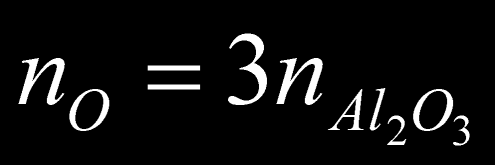 n_O = 3n_{Al_2O_3}